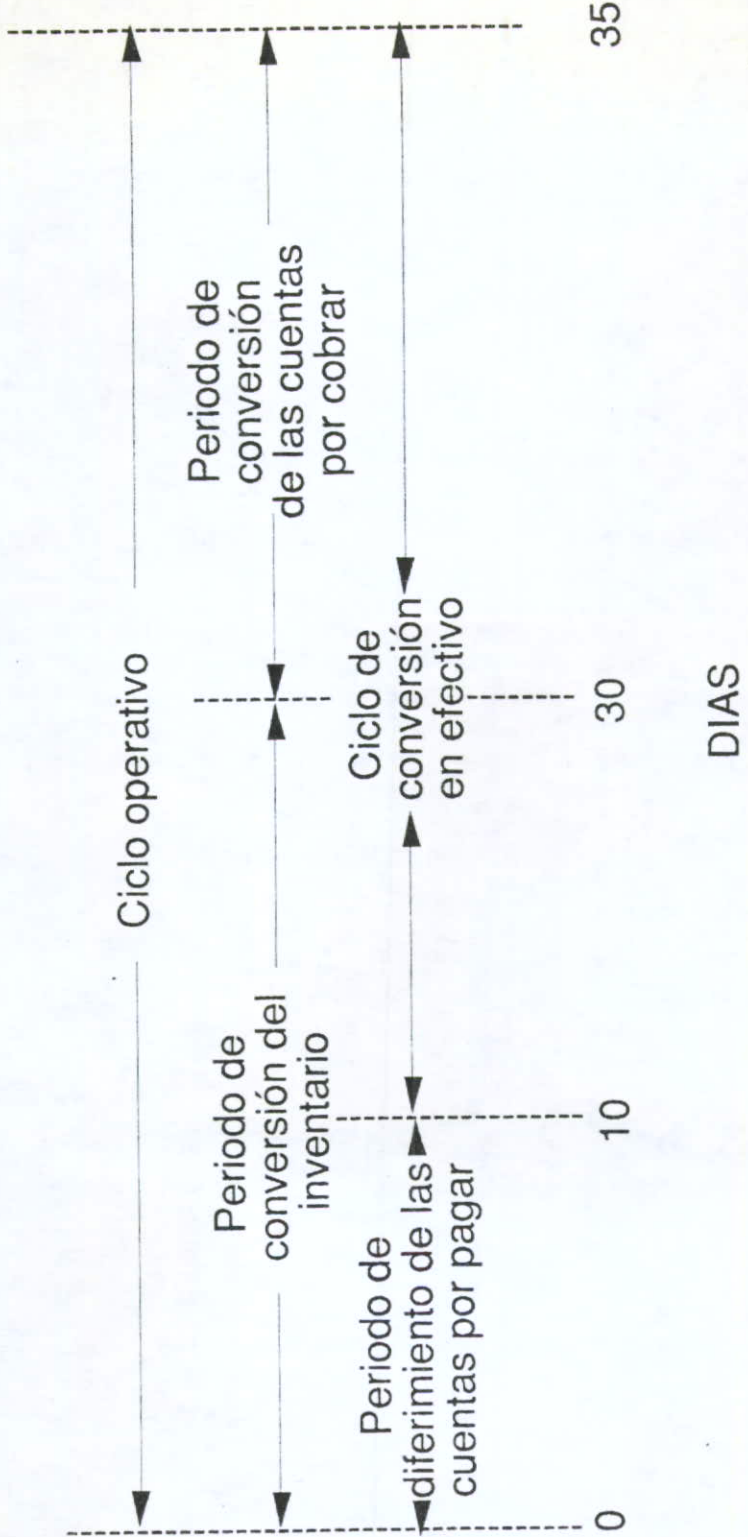 Ciclo operativo
Periodo de
conversión del
inventario
Periodo de
conversión
de las cuentas
por cobrar
Periodo de
diferimiento de las
cuentas por pagar
Ciclo de
conversión
en efectivo
0
10
30
35
DIAS